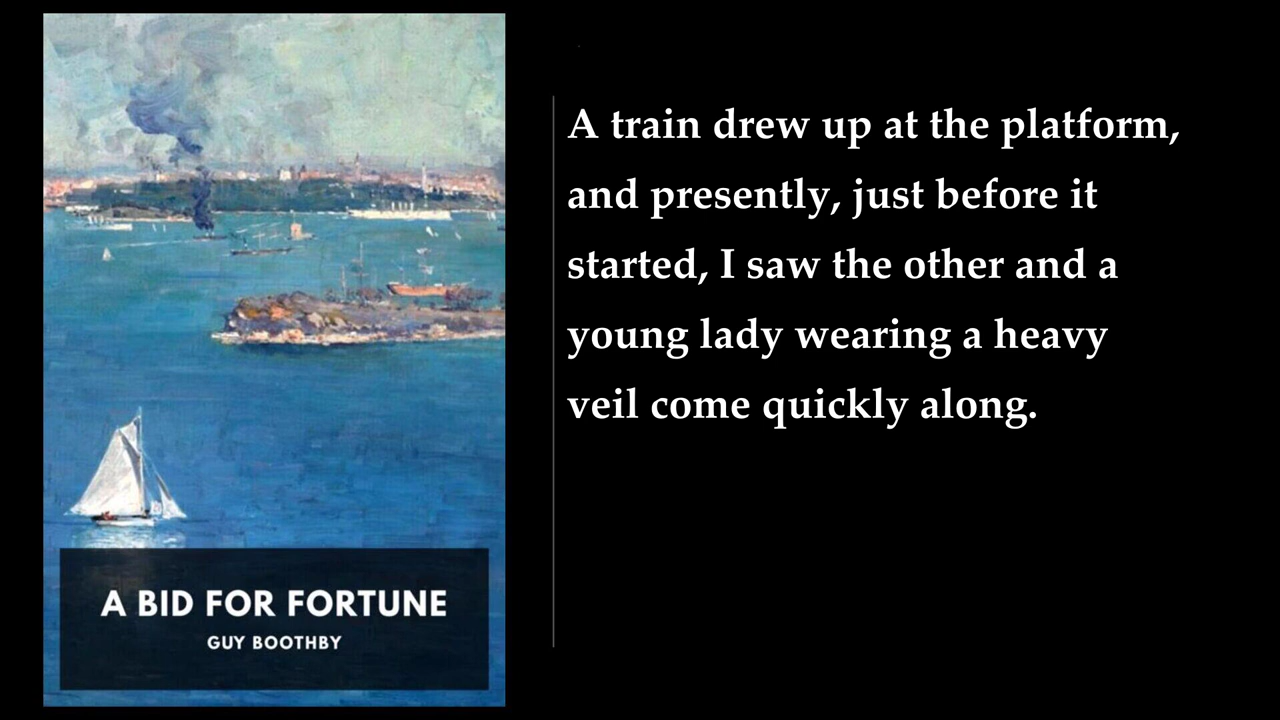 A train drew up at the platform,
and presently, just before it
started, I saw the other and a
young lady wearing a heavy
veil come quickly along.
A BID FOR FORTUNE
GUY BOOTHBY